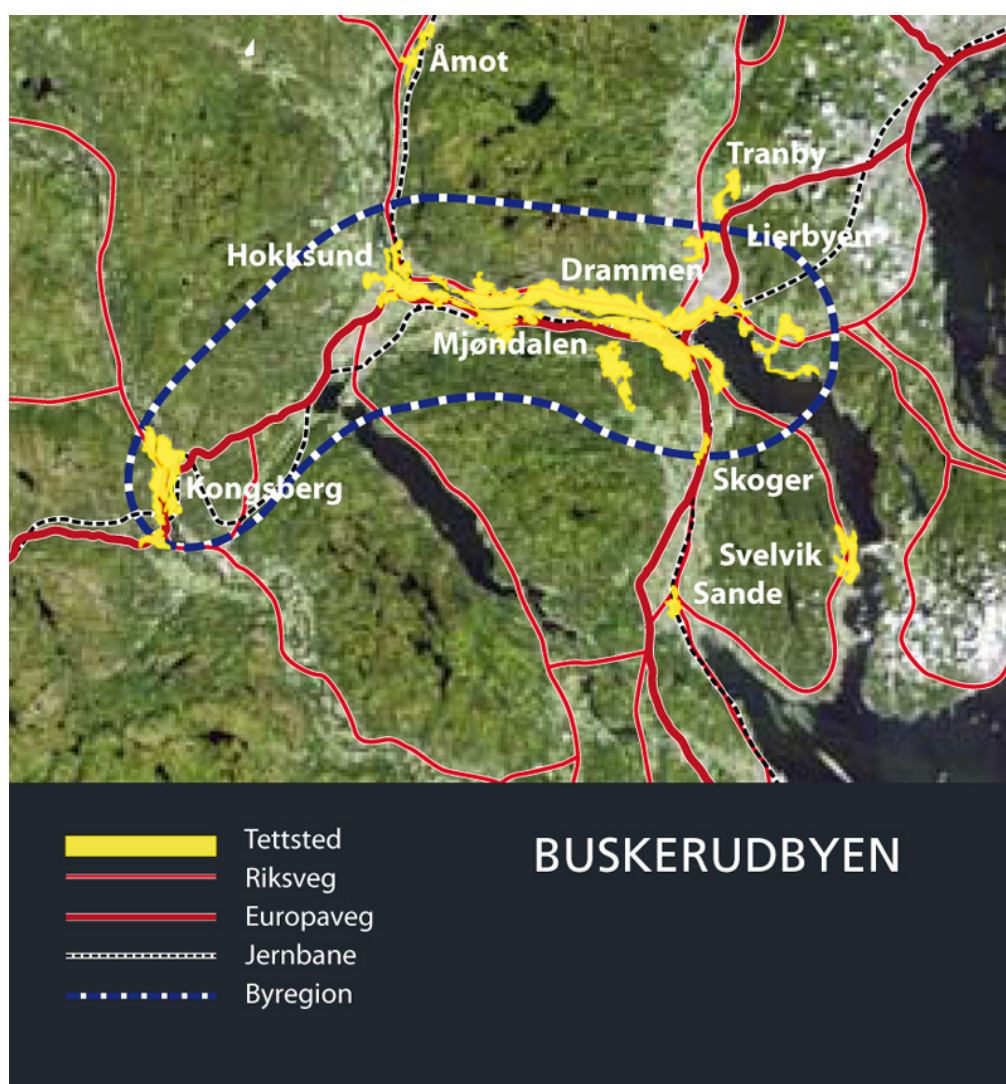 Åmot
Tranby
Lierbyen
Hokksund
Drammen
Mjøndalen
Kongsberg
Skoger
Svelvik
Sande
BUSKERUDBYEN
Tettsted
Riksveg
Europaveg
Jernbane
Byregion